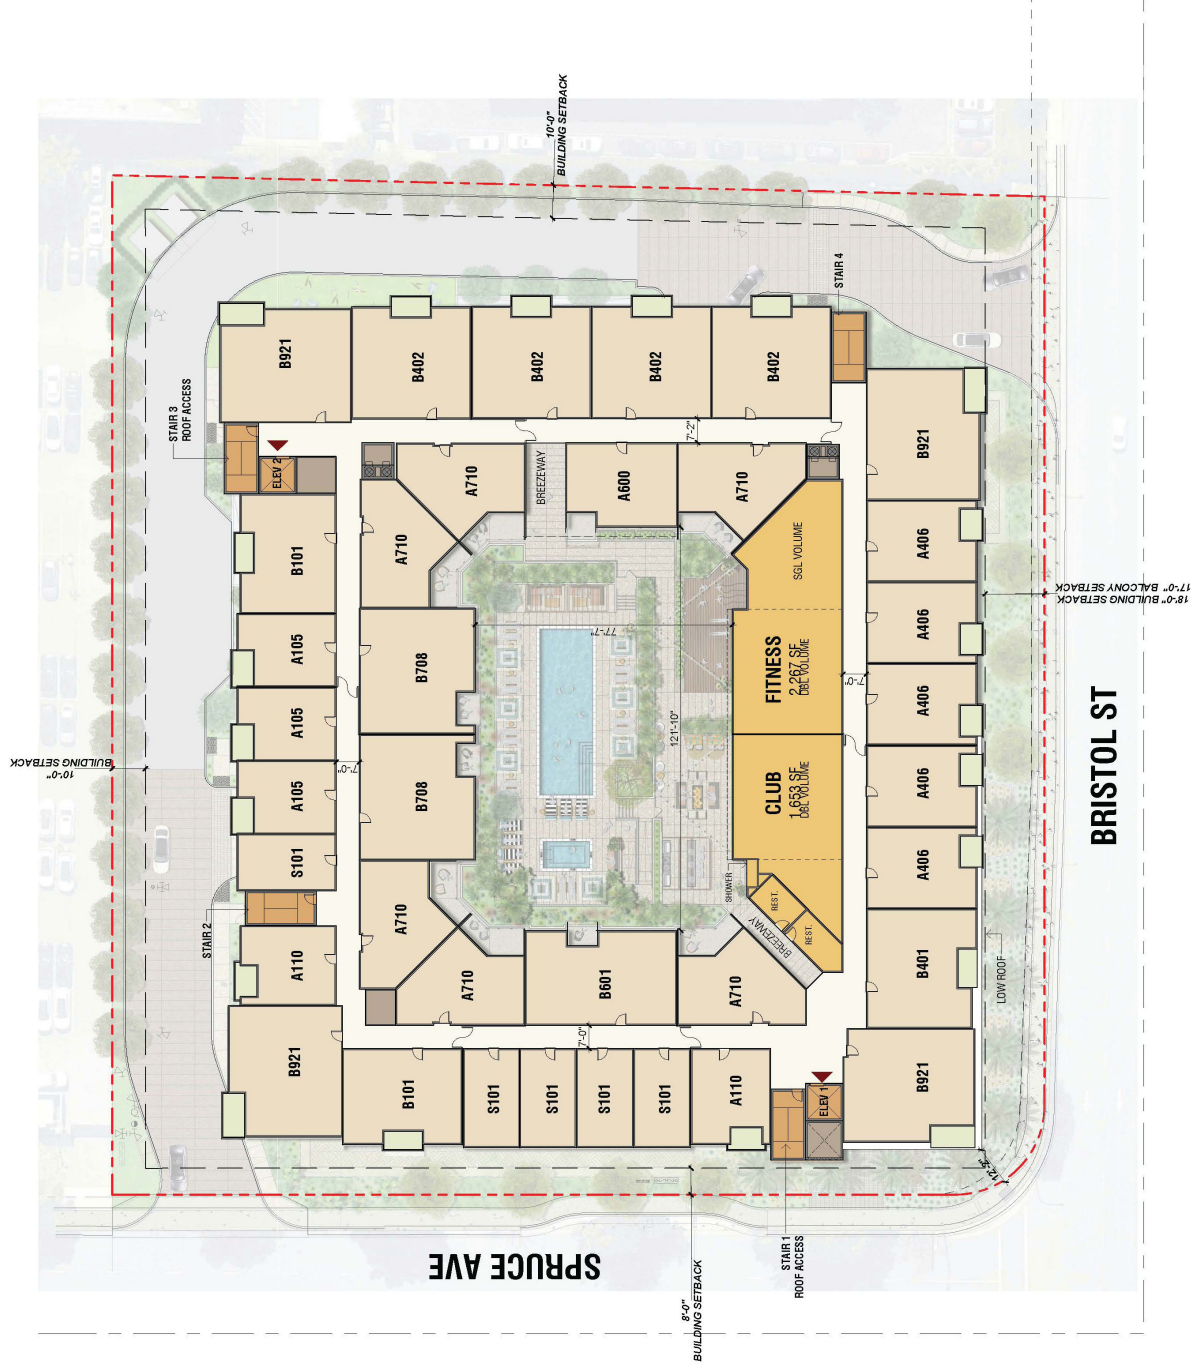 10'-0"
BUILDING SETBACK
STAIR 4
STAIR 3
ROOF ACCESS
B921
B402
B402
B402
B402
ELEV 2
7'-2"
B921
A710
BREEZEWAY
A600
A710
A710
SGL VOLUME
B101
A406
18'-0" BUILDING SETBACK
17'-0" BALCONY SETBACK
A105
B708
77'-7"
FITNESS
2,267 SF
DBL VOLUME
A406
7'-0"
A406
A105
121'-10"
BRISTOL ST
10'-0"
BUILDING SETBACK
7'-0"
A105
B708
CLUB
1,653 SF
DBL VOLUME
A406
S101
A406
SHOWER
REST.
REST.
BREEZEWAY
STAIR 2
A710
A110
A710
B601
A710
B401
LOW ROOF
7'-0"
B921
B101
S101
S101
S101
S101
A110
ELEV 1
B921
12'-2"
SPRUCE AVE
STAIR 1
ROOF ACCESS
8'-0"
BUILDING SETBACK